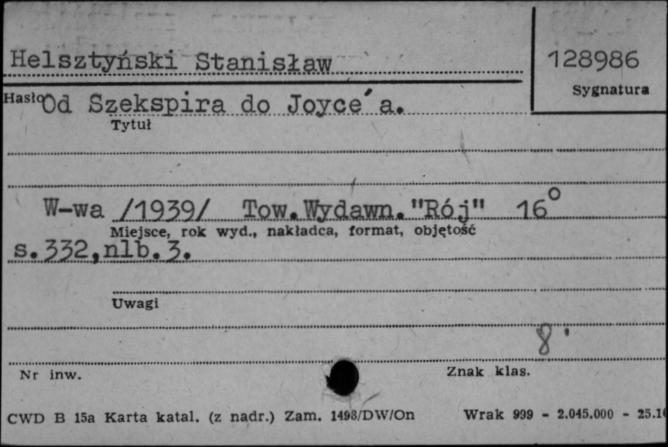 Helsztyński Stanisław
128986
Sygnatura
Hasło
Od Szekspira do Joyce´a.
Tytuł
W-wa /1939/ Tow.Wydawn."Rój" 16°
Miejsce, rok wyd., nakładca, format, objętość
s.332,nlb.3.
Uwagi
8
Nr inw.
Znak klas.
CWD B 15a Karta katal. (z nadr.) Zam. 1498/DW/On Wrak 999 - 2.045.000 -